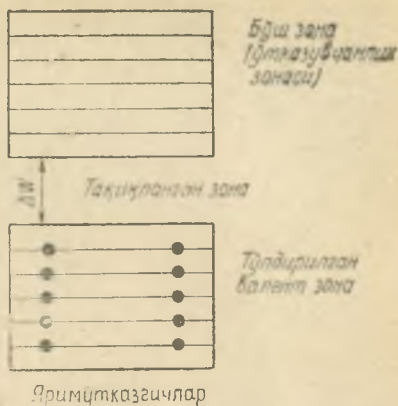 Бўш зона
(ўтказувчанлик
зонаси)
ΔW
Тақиқланган зона
Тўлдирилган
валент зона
Яримўтказгичлар